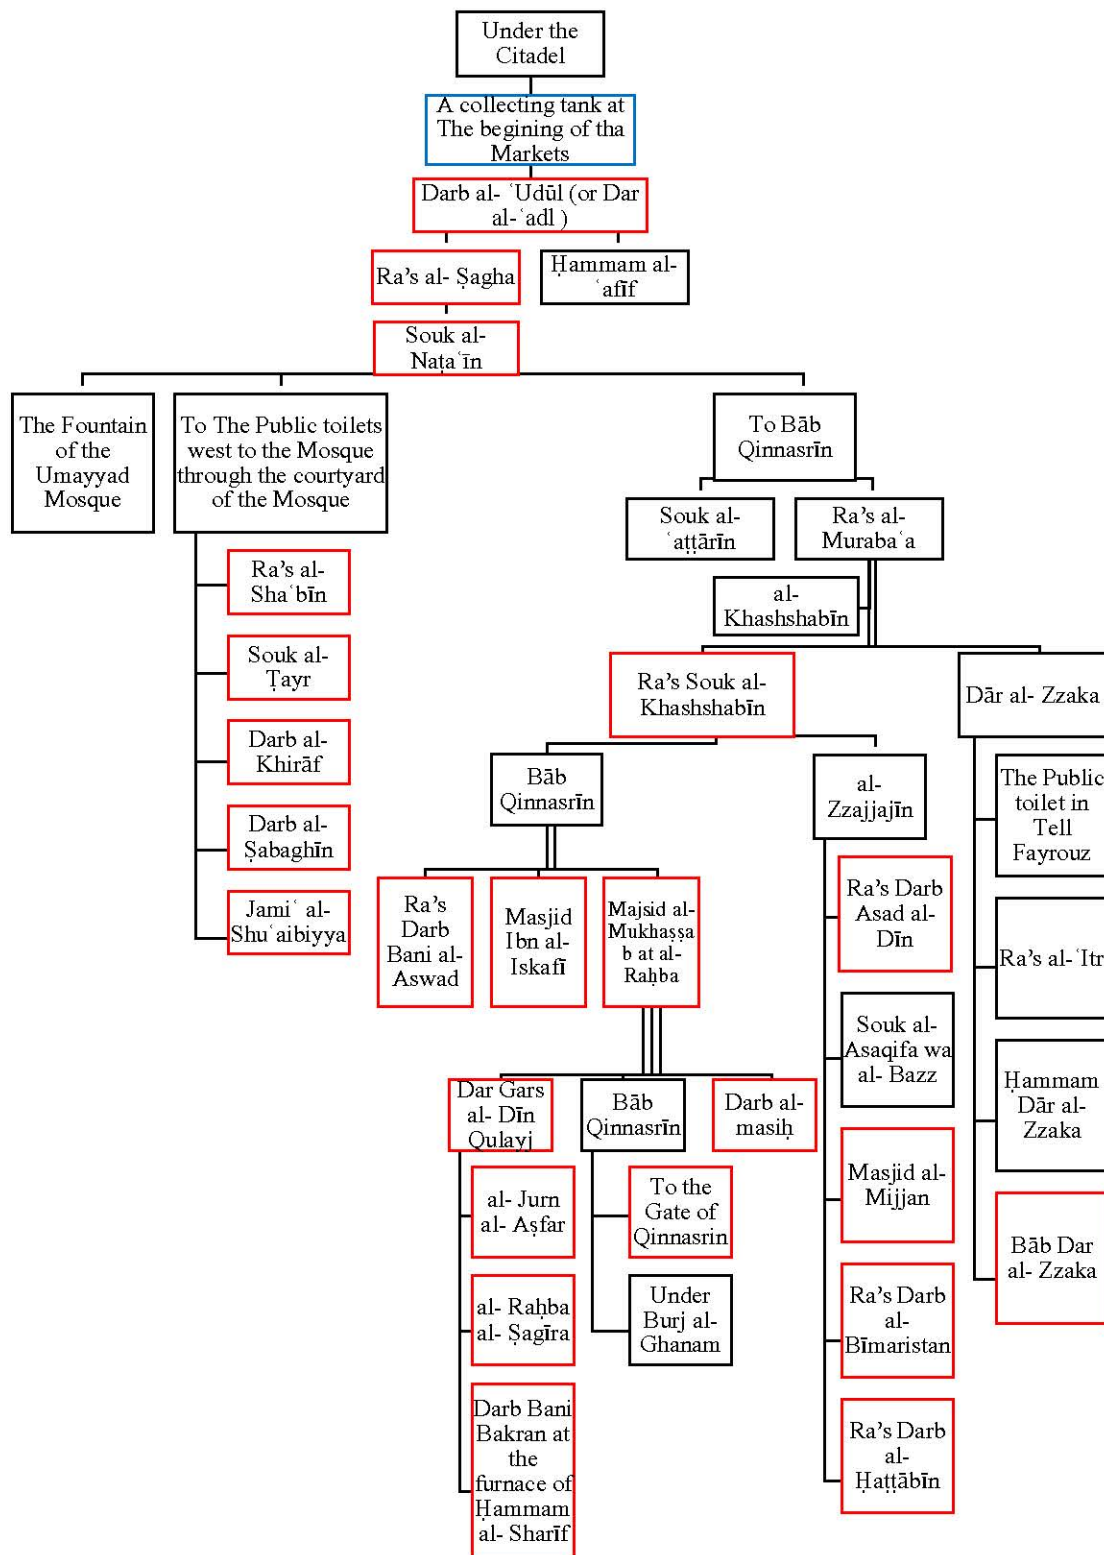 Under the
Citadel
A collecting tank at
The begining of tha
Markets
Darb al- ʿUdūl (or Dar
al-ʿadl )
Ra’s al- Ṣagha
Ḥammam al-
ʿafīf
Souk al-
Naṭaʿīn
The Fountain
of the
Umayyad
Mosque
To The Public toilets
west to the Mosque
through the courtyard
of the Mosque
To Bāb
Qinnasrīn
Souk al-
ʿaṭṭārīn
Ra’s al-
Murabaʿa
Ra’s al-
Shaʿbīn
Souk al-
Ṭayr
Darb al-
Khirāf
Darb al-
Ṣabaghīn
Jamiʿ al-
Shuʿaibiyya
al-
Khashshabīn
Ra’s Souk al-
Khashshabīn
Dār al- Zzaka
Bāb
Qinnasrīn
al-
Zzajjajīn
Ra’s
Darb
Bani al-
Aswad
Masjid
Ibn al-
Iskafī
Majsid al-
Mukhaṣṣa
b at al-
Raḥba
Dar Gars
al- Dīn
Qulayj
Bāb
Qinnasrīn
Darb al-
masiḥ
al- Jurn
al- Aṣfar
al- Raḥba
al- Ṣagīra
Darb Bani
Bakran at
the
furnace of
Ḥammam
al- Sharīf
To the
Gate of
Qinnasrin
Under
Burj al-
Ghanam
Ra’s Darb
Asad al-
Dīn
Souk al-
Asaqifa wa
al- Bazz
Masjid al-
Mijjan
Ra’s Darb
al-
Bīmaristan
Ra’s Darb
al-
Ḥaṭṭābīn
The Public
toilet in
Tell
Fayrouz
Ra’s al-ʿItr
Ḥammam
Dār al-
Zzaka
Bāb Dar
al- Zzaka